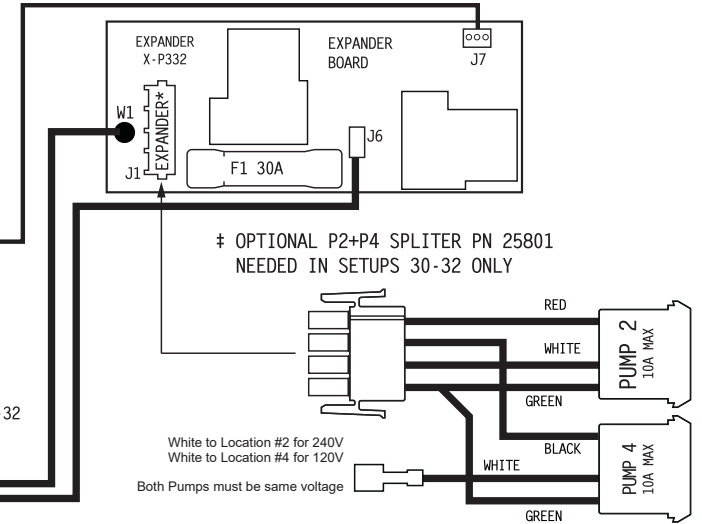 EXPANDER
X-P332
EXPANDER
BOARD
J7
W1
EXPANDER*
J1
J6
F1 30A
‡ OPTIONAL P2+P4 SPLITER PN 25801
NEEDED IN SETUPS 30-32 ONLY
RED
WHITE
GREEN
PUMP 2
10A MAX
-32
White to Location #2 for 240V
White to Location #4 for 120V
Both Pumps must be same voltage
BLACK
WHITE
GREEN
PUMP 4
10A MAX